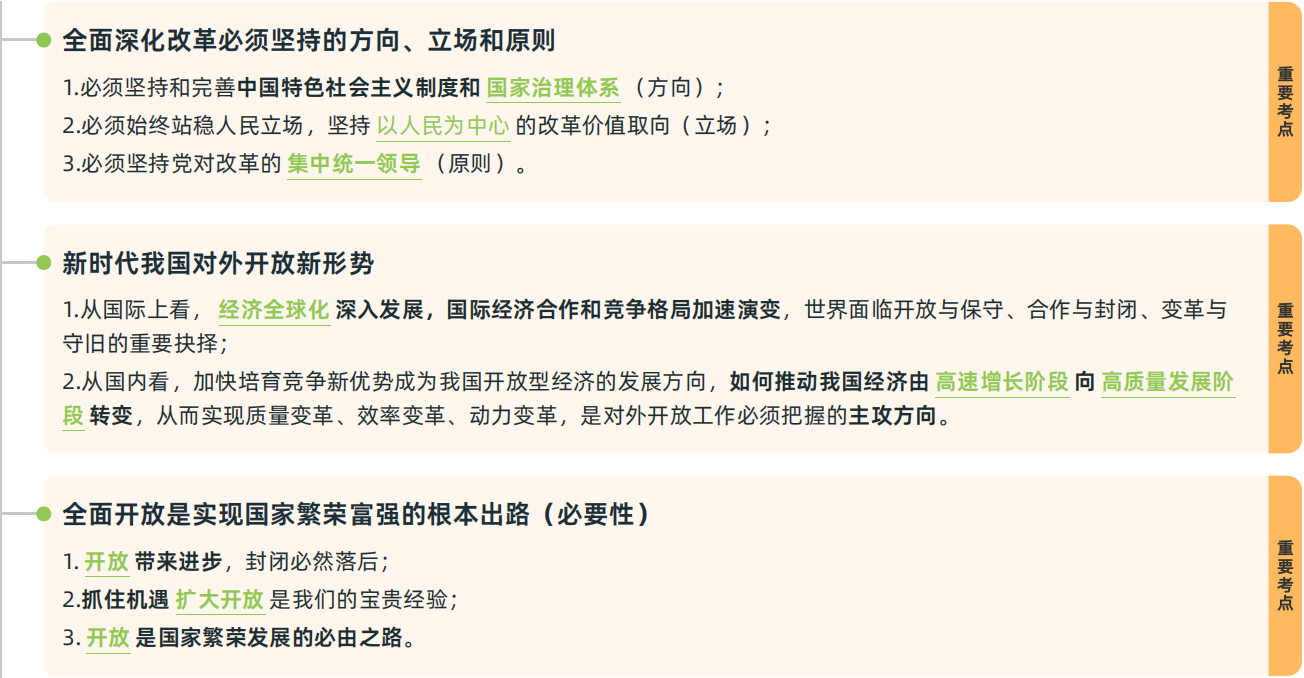 全面深化改革必须坚持的方向、立场和原则
1.必须坚持和完善中国特色社会主义制度和 国家治理体系（方向）；
2.必须始终站稳人民立场，坚持 以人民为中心 的改革价值取向（立场）；
3.必须坚持党对改革的 集中统一领导（原则）。
重要考点
新时代我国对外开放新形势
1.从国际上看， 经济全球化 深入发展，国际经济合作和竞争格局加速演变，世界面临开放与保守、合作与封闭、变革与
守旧的重要抉择；
2.从国内看，加快培育竞争新优势成为我国开放型经济的发展方向，如何推动我国经济由 高速增长阶段 向 高质量发展阶
段 转变，从而实现质量变革、效率变革、动力变革，是对外开放工作必须把握的主攻方向。
重要考点
全面开放是实现国家繁荣富强的根本出路（必要性）
1. 开放 带来进步，封闭必然落后；
2.抓住机遇 扩大开放 是我们的宝贵经验；
3. 开放 是国家繁荣发展的必由之路。
重要考点